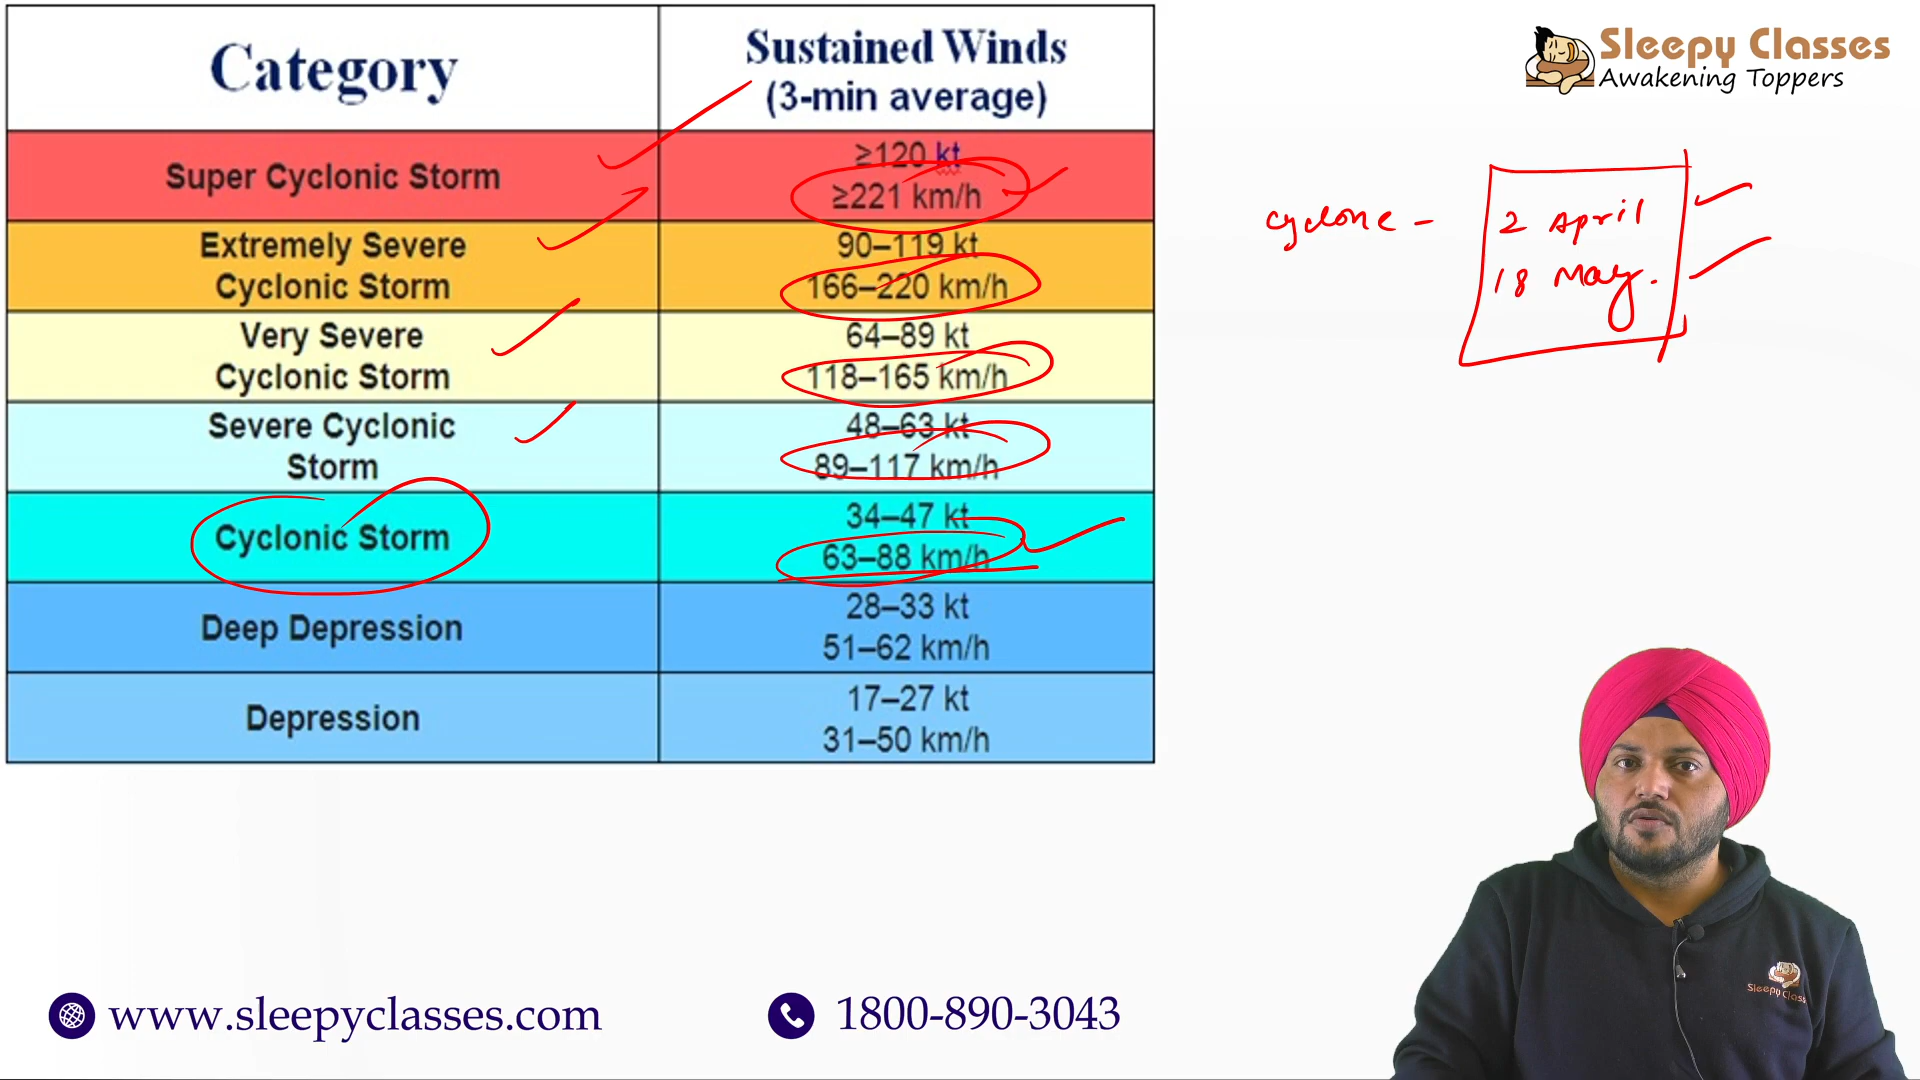 Category
Sustained Winds
(3-min average)
Super Cyclonic Storm
≥120 kt
≥221 km/h
Extremely Severe
Cyclonic Storm
90–119 kt
166–220 km/h
Very Severe
Cyclonic Storm
64–89 kt
118–165 km/h
Severe Cyclonic
Storm
48–63 kt
89–117 km/h
Cyclonic Storm
34–47 kt
63–88 km/h
Deep Depression
28–33 kt
51–62 km/h
Depression
17–27 kt
31–50 km/h
Sleepy Classes
Awakening Toppers
cyclone -
2 April
18 May.
Sleepy Class
www.sleepyclasses.com
1800-890-3043